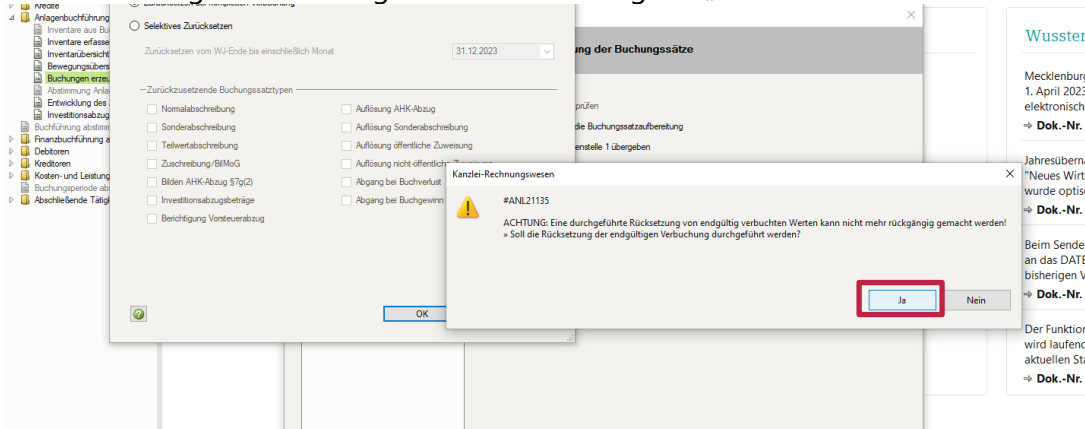 Kredite
Anlagenbuchführung
Inventare aus Bu
Inventare erfasse
Inventarübersicht
Bewegungsübers
Buchungen erzeu
Abstimmung Anla
Entwicklung des
Investitionsabzug
Buchführung abstimm
Finanzbuchführung a
Debitoren
Kreditoren
Kosten- und Leistung
Buchungsperiode ab
Abschließende Tätig
Selektives Zurücksetzen
Zurücksetzen vom WJ-Ende bis einschließlich Monat
31.12.2023
Zurückzusetzende Buchungssatztypen
Normalabschreibung
Sonderabschreibung
Teilwertabschreibung
Zuschreibung/BilMoG
Bilden AHK-Abzug §7g(2)
Investitionsabzugsbeträge
Berichtigung Vorsteuerabzug
Auflösung AHK-Abzug
Auflösung Sonderabschreibung
Auflösung öffentliche Zuweisung
Auflösung nicht-öffentliche
Abgang bei Buchverlust
Abgang bei Buchgewinn
OK
ung der Buchungssätze
prüfen
die Buchungssatzaufbereitung
enstelle 1 übergeben
Kanzlei-Rechnungswesen
#ANL21135
ACHTUNG: Eine durchgeführte Rücksetzung von endgültig verbuchten Werten kann nicht mehr rückgängig gemacht werden!
» Soll die Rücksetzung der endgültigen Verbuchung durchgeführt werden?
Ja
Nein
Wusster
Mecklenburg
1. April 2023
elektronisch
⇒ Dok.-Nr.
Jahresüberna
"Neues Wirt
wurde optisc
⇒ Dok.-Nr.
Beim Sende
an das DATE
bisherigen V
⇒ Dok.-Nr.
Der Funktion
wird laufend
aktuellen Sta
⇒ Dok.-Nr.